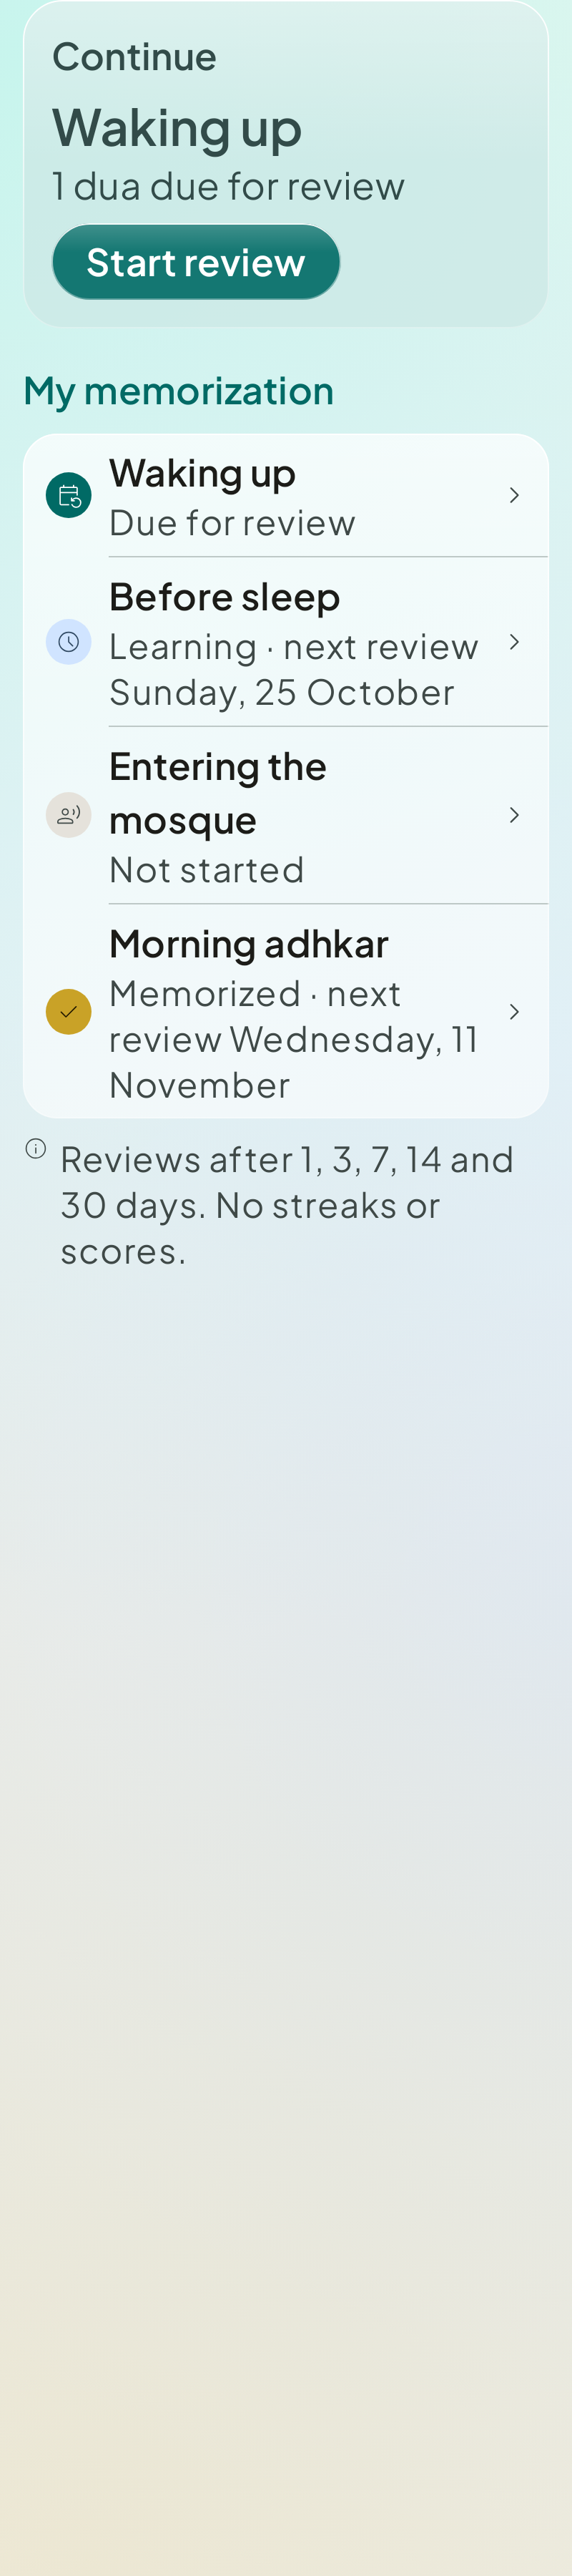 Continue
Waking up
1 dua due for review
Start review
My memorization
Waking up
Due for review
Before sleep
Learning · next review
Sunday, 25 October
Entering the
mosque
Not started
Morning adhkar
Memorized · next
review Wednesday, 11
November
Reviews after 1, 3, 7, 14 and
30 days. No streaks or
scores.